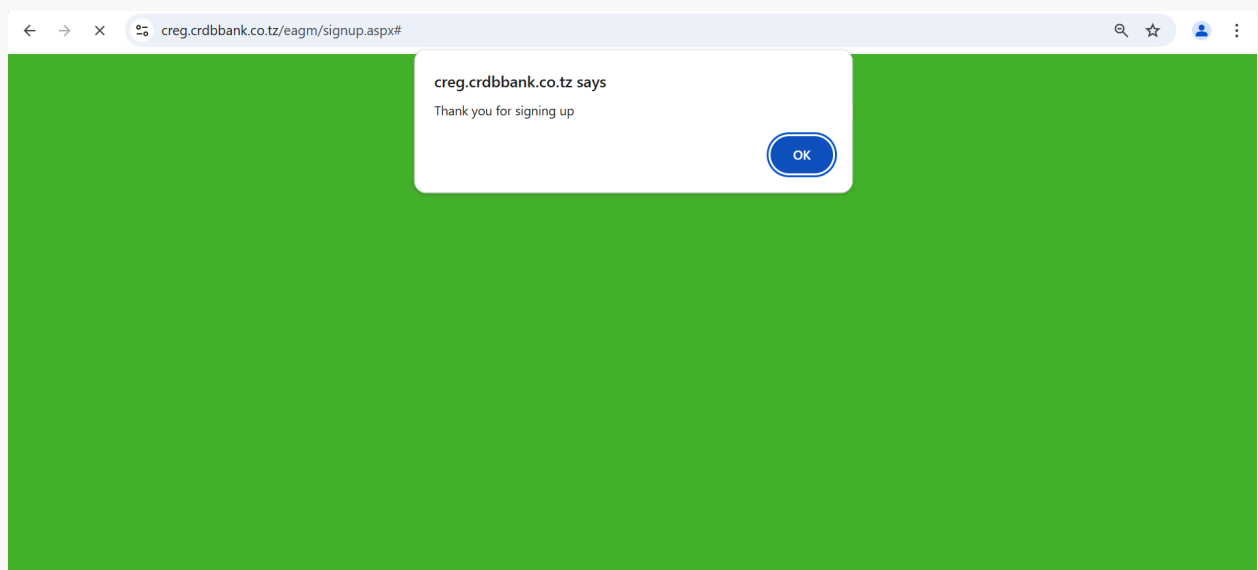 creg.crdbbank.co.tz/eagm/signup.aspx#
creg.crdbbank.co.tz says
Thank you for signing up
OK